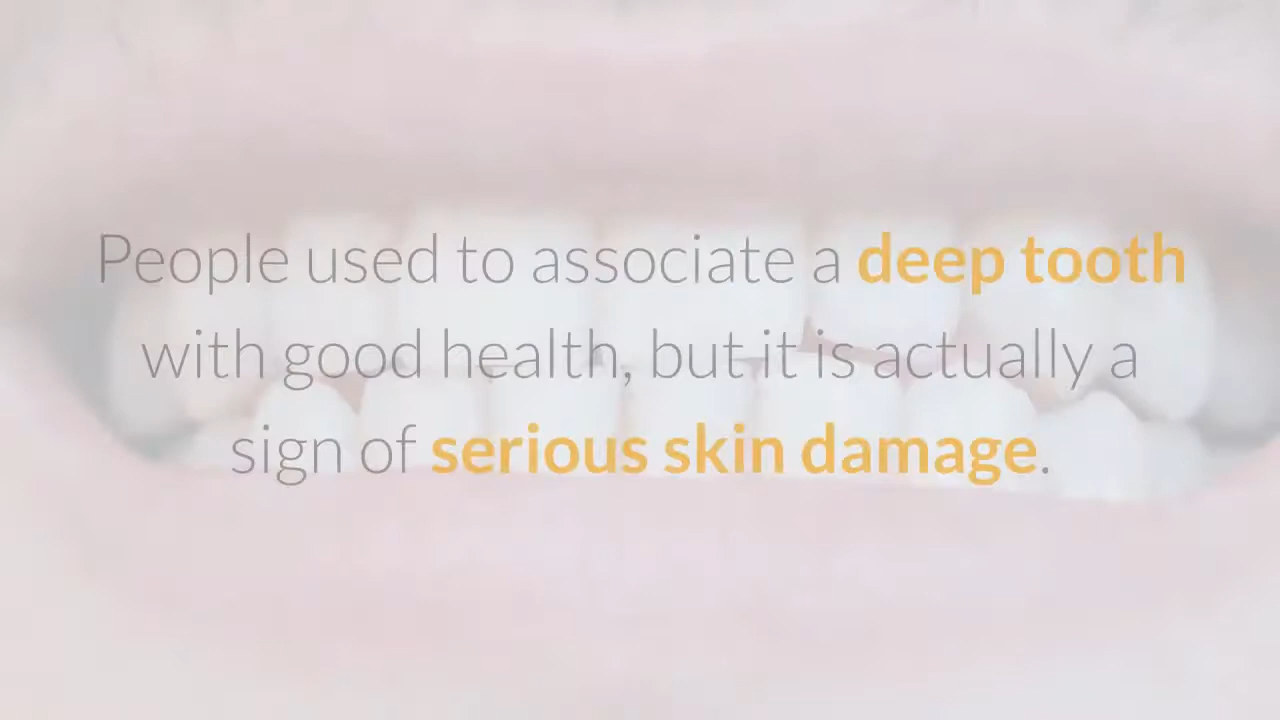 People used to associate a deep tooth
with good health, but it is actually a
sign of serious skin damage.